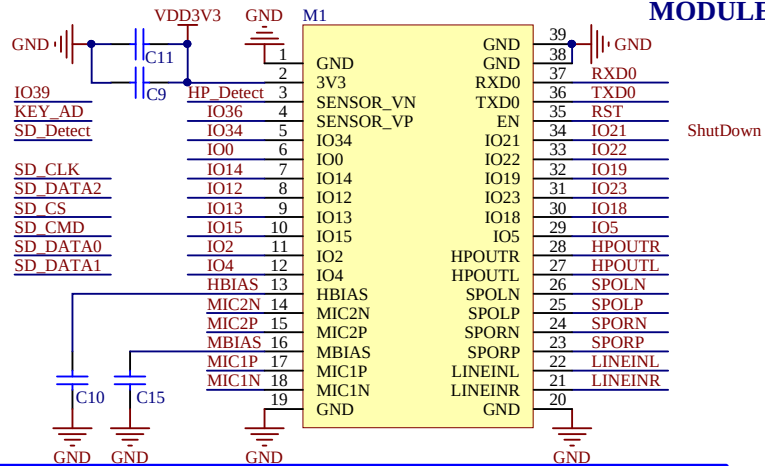 MODULE
VDD3V3 GND M1
GND C11 GND 39 GND
1 GND GND 38
2 3V3 RXD0 37 RXD0
C9
IO39 HP_Detect 3 SENSOR_VN TXD0 36 TXD0
KEY_AD IO36 4 SENSOR_VP EN 35 RST
SD_Detect IO34 5 IO34 IO21 34 IO21 ShutDown
IO0 6 IO0 IO22 33 IO22
SD_CLK IO14 7 IO14 IO19 32 IO19
SD_DATA2 IO12 8 IO12 IO23 31 IO23
SD_CS IO13 9 IO13 IO18 30 IO18
SD_CMD IO15 10 IO15 IO5 29 IO5
SD_DATA0 IO2 11 IO2 HPOUTR 28 HPOUTR
SD_DATA1 IO4 12 IO4 HPOUTL 27 HPOUTL
HBIAS 13 HBIAS SPOLN 26 SPOLN
MIC2N 14 MIC2N SPOLP 25 SPOLP
MIC2P 15 MIC2P SPORN 24 SPORN
MBIAS 16 MBIAS SPORP 23 SPORP
MIC1P 17 MIC1P LINEINL 22 LINEINL
MIC1N 18 MIC1N LINEINR 21 LINEINR
C10 C15
19 GND GND 20
GND GND GND GND